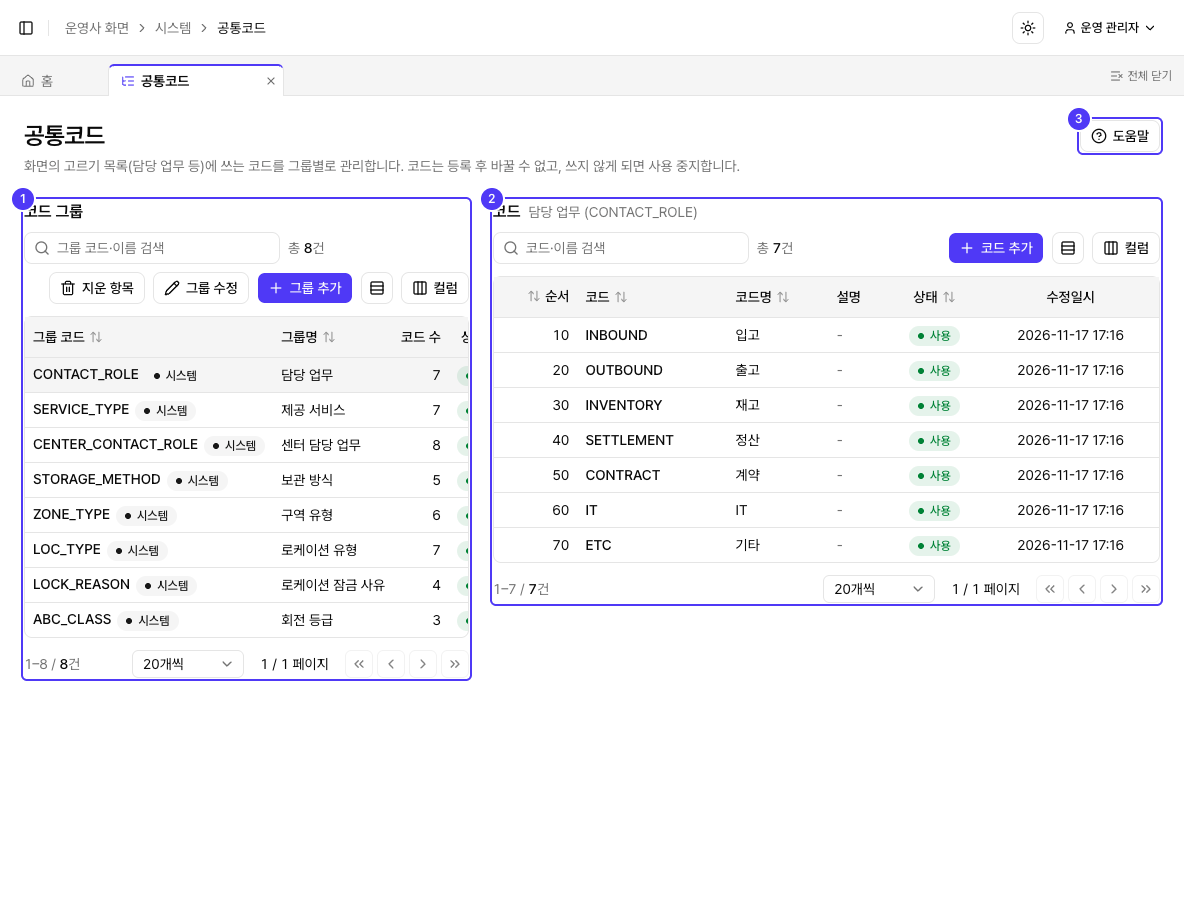 운영사 화면 > 시스템 > 공통코드
운영 관리자
홈
공통코드
전체 닫기
공통코드
3
도움말
화면의 고르기 목록(담당 업무 등)에 쓰는 코드를 그룹별로 관리합니다. 코드는 등록 후 바꿀 수 없고, 쓰지 않게 되면 사용 중지합니다.
1
코드 그룹
그룹 코드·이름 검색
총 8건
지운 항목
그룹 수정
그룹 추가
컬럼
그룹 코드 그룹명 코드 수
CONTACT_ROLE 시스템 담당 업무 7
SERVICE_TYPE 시스템 제공 서비스 7
CENTER_CONTACT_ROLE 시스템 센터 담당 업무 8
STORAGE_METHOD 시스템 보관 방식 5
ZONE_TYPE 시스템 구역 유형 6
LOC_TYPE 시스템 로케이션 유형 7
LOCK_REASON 시스템 로케이션 잠금 사유 4
ABC_CLASS 시스템 회전 등급 3
1–8 / 8건
20개씩
1 / 1 페이지
2
코드 담당 업무 (CONTACT_ROLE)
코드·이름 검색
총 7건
코드 추가
컬럼
순서 코드 코드명 설명 상태 수정일시
10 INBOUND 입고 - 사용 2026-11-17 17:16
20 OUTBOUND 출고 - 사용 2026-11-17 17:16
30 INVENTORY 재고 - 사용 2026-11-17 17:16
40 SETTLEMENT 정산 - 사용 2026-11-17 17:16
50 CONTRACT 계약 - 사용 2026-11-17 17:16
60 IT IT - 사용 2026-11-17 17:16
70 ETC 기타 - 사용 2026-11-17 17:16
1–7 / 7건
20개씩
1 / 1 페이지